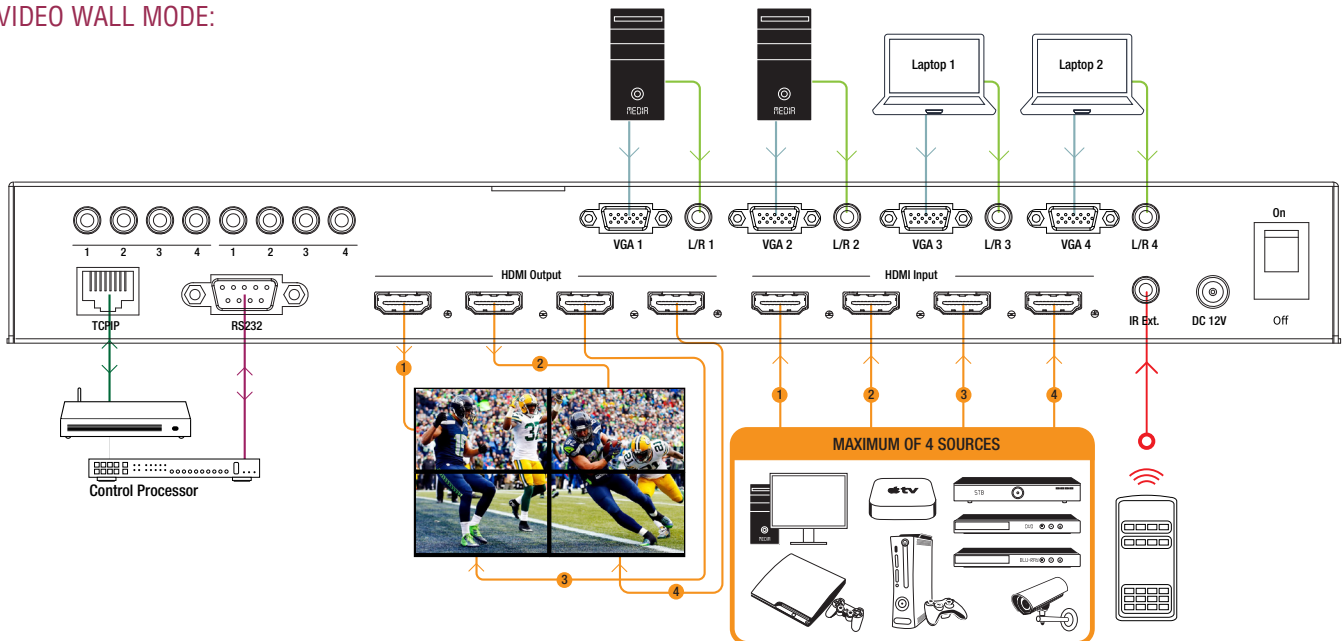 VIDEO WALL MODE:
MEDIA
MEDIA
Laptop 1
Laptop 2
VGA 1
L/R 1
VGA 2
L/R 2
VGA 3
L/R 3
VGA 4
L/R 4
On
Off
1 2 3 4 1 2 3 4
TCPIP
RS232
HDMI Output
HDMI Input
IR Ext.
DC 12V
1
2
3
4
1
2
3
4
Control Processor
MAXIMUM OF 4 SOURCES
MEDIA
tv
STB
DVD
BLU-RAY